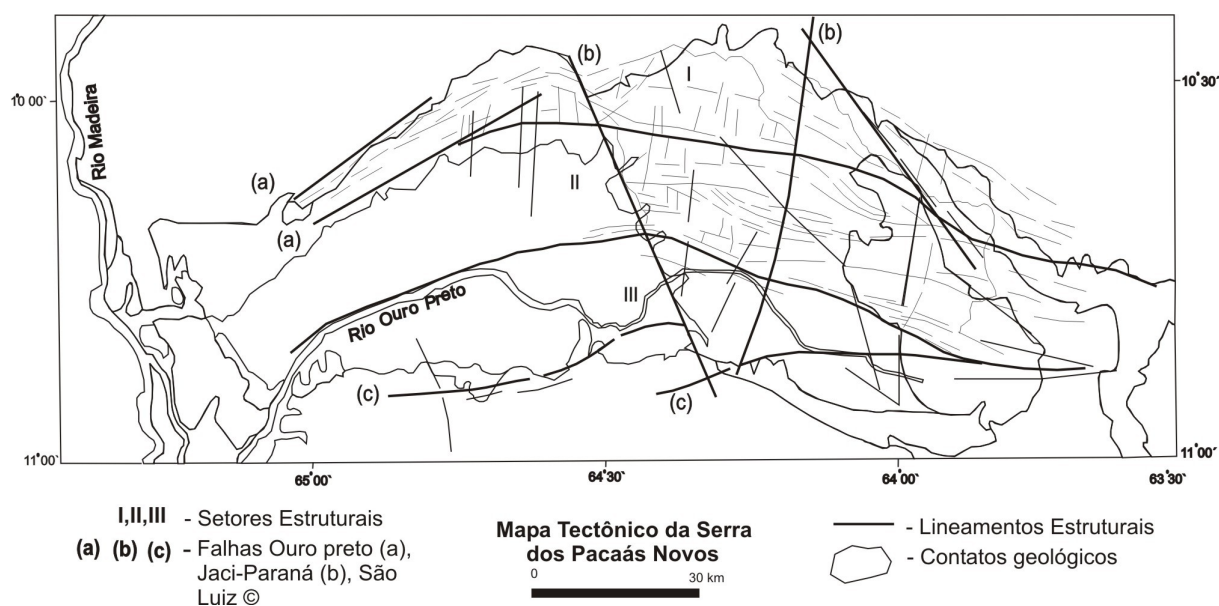 (b)
(b)
I
10 00'
10°30'
Rio Madeira
(a)
II
(a)
III
Rio Ouro Preto
(c)
(c)
11°00'
11°00'
65°00'
64°30'
64°00'
63°30'
I,II,III - Setores Estruturais
(a) (b) (c) - Falhas Ouro preto (a),
Jaci-Paraná (b), São
Luiz ©
Mapa Tectônico da Serra
dos Pacaás Novos
0 30 km
- Lineamentos Estruturais
- Contatos geológicos